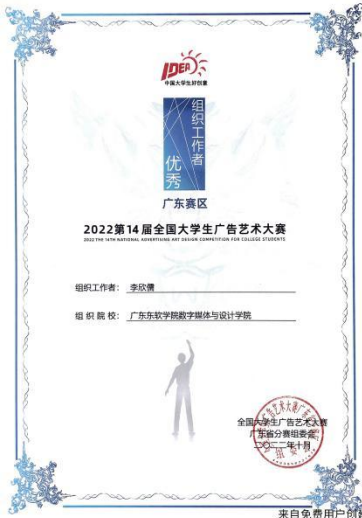 IDEA
中国大学生好创意
优秀
组织工作者
广东赛区
2022第14届全国大学生广告艺术大赛
2022 THE 14TH NATIONAL ADVERTISING ART DESIGN COMPETITION FOR COLLEGE STUDENTS
组织工作者： 李欣儒
组织院校： 广东东软学院数字媒体与设计学院
全国大学生广告艺术大赛
广东省分赛组委会
二〇二二年十月
来自免费用户创